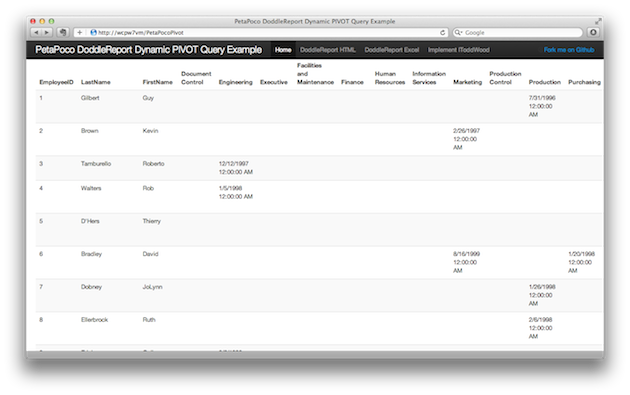 PetaPoco DoddleReport Dynamic PIVOT Query Example
http://wcpw7vm/PetaPocoPivot
Google
PetaPoco DoddleReport Dynamic PIVOT Query Example Home DoddleReport HTML DoddleReport Excel Implement IToddWood Fork me on Github
EmployeeID LastName FirstName Document Control Engineering Executive Facilities and Maintenance Finance Human Resources Information Services Marketing Production Control Production Purchasing
1 Gilbert Guy 7/31/1996 12:00:00 AM
2 Brown Kevin 2/26/1997 12:00:00 AM
3 Tamburello Roberto 12/12/1997 12:00:00 AM
4 Walters Rob 1/5/1998 12:00:00 AM
5 D'Hers Thierry
6 Bradley David 8/16/1999 12:00:00 AM 1/20/1998 12:00:00 AM
7 Dobney JoLynn 1/26/1998 12:00:00 AM
8 Ellerbrock Ruth 2/6/1998 12:00:00 AM